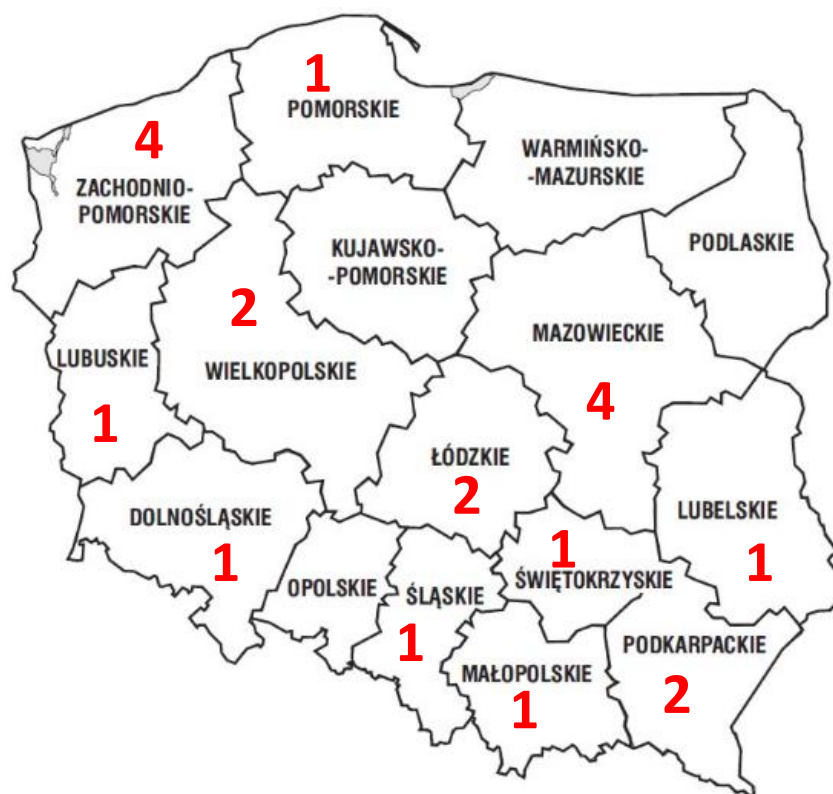 1
POMORSKIE
4
ZACHODNIO-
POMORSKIE
WARMIŃSKO-
-MAZURSKIE
PODLASKIE
KUJAWSKO-
-POMORSKIE
2
WIELKOPOLSKIE
MAZOWIECKIE
4
LUBUSKIE
1
ŁÓDZKIE
2
DOLNOŚLĄSKIE
1
LUBELSKIE
1
1
ŚWIĘTOKRZYSKIE
OPOLSKIE
ŚLĄSKIE
1
MAŁOPOLSKIE
1
PODKARPACKIE
2